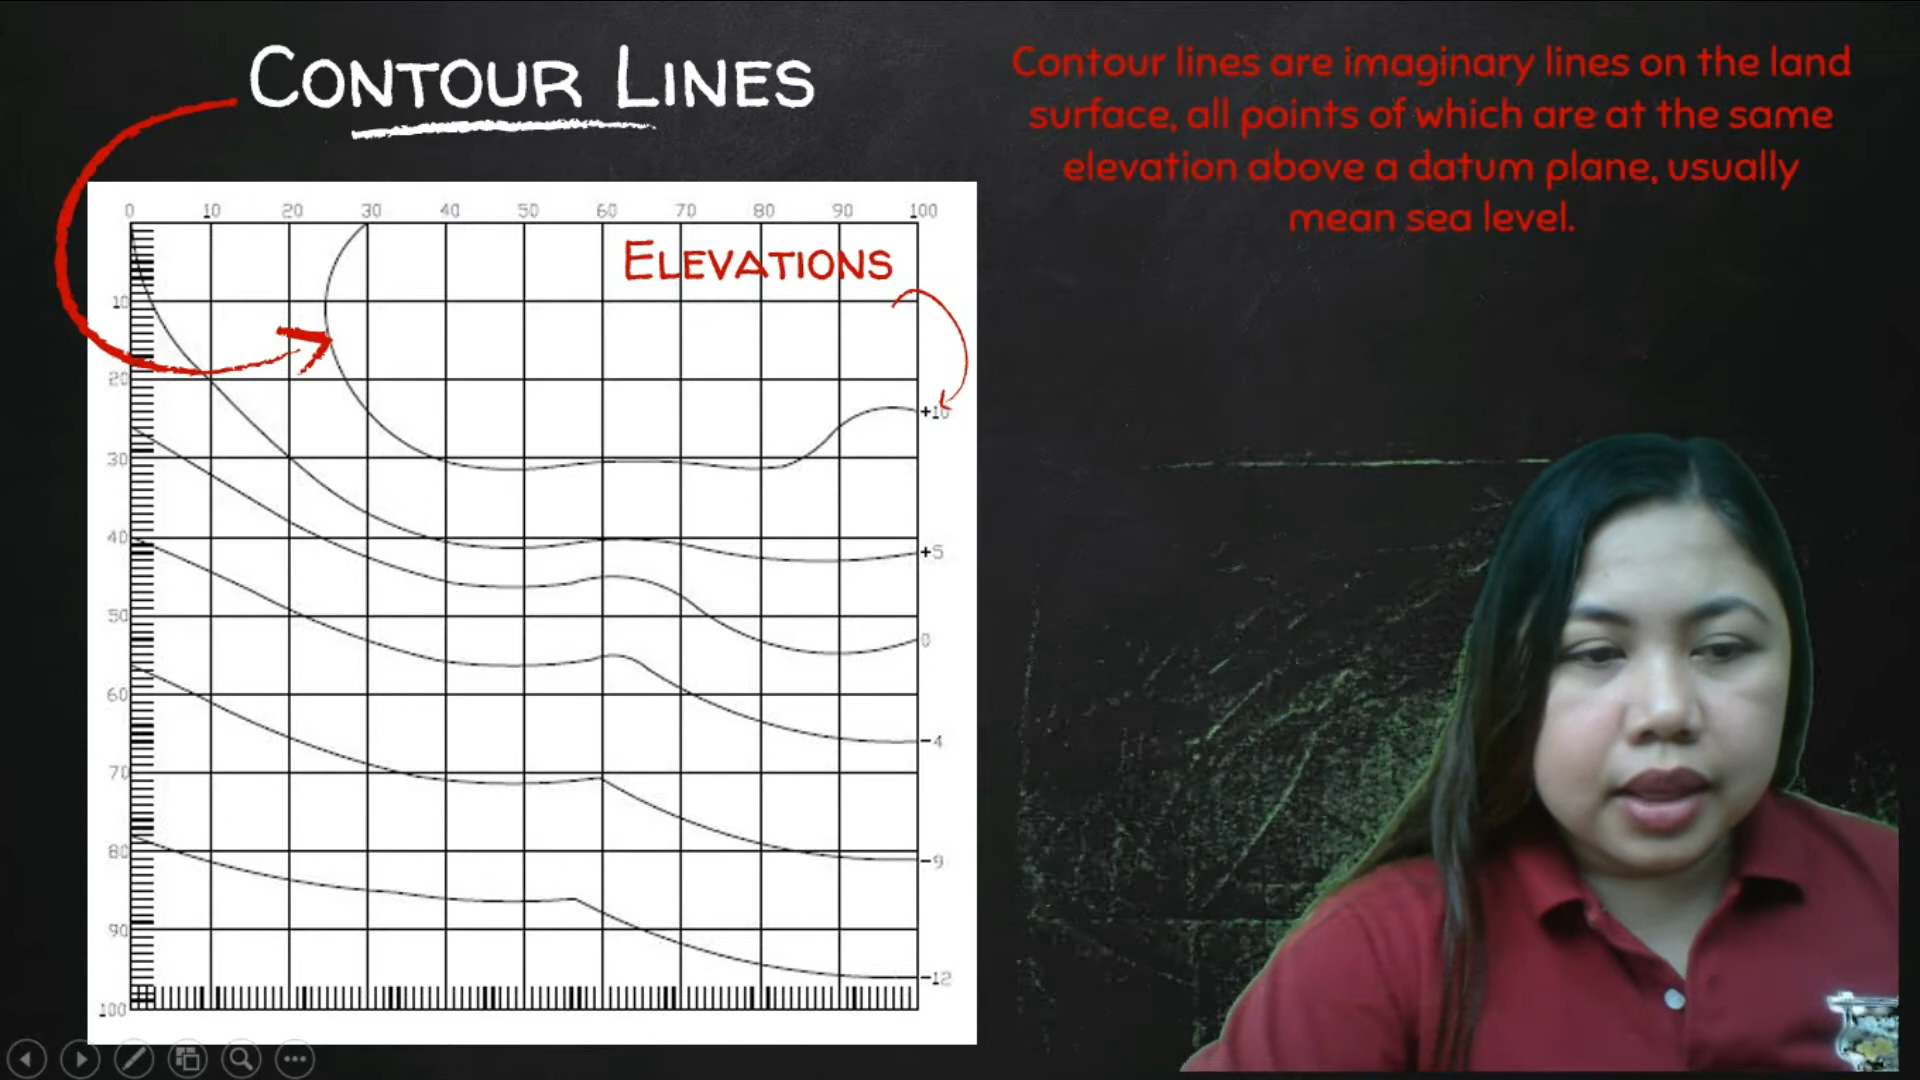 CONTOUR LINES
Contour lines are imaginary lines on the land
surface, all points of which are at the same
elevation above a datum plane, usually
mean sea level.
0 10 20 30 40 50 60 70 80 90 100
ELEVATIONS
10
20
+10
30
40
+5
50
0
60
-4
70
80
-9
90
-12
100